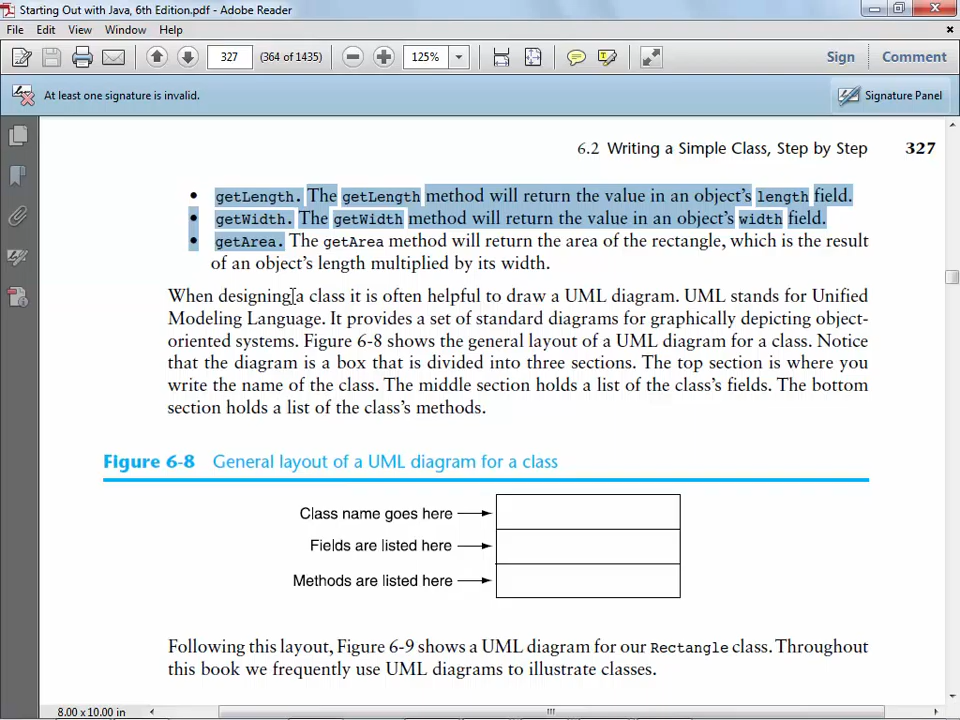 Starting Out with Java, 6th Edition.pdf - Adobe Reader
File Edit View Window Help
327 (364 of 1435) 125% Sign Comment
At least one signature is invalid. Signature Panel
6.2 Writing a Simple Class, Step by Step 327
• getLength. The getLength method will return the value in an object’s length field.
• getWidth. The getWidth method will return the value in an object’s width field.
• getArea. The getArea method will return the area of the rectangle, which is the result
of an object’s length multiplied by its width.
When designing a class it is often helpful to draw a UML diagram. UML stands for Unified
Modeling Language. It provides a set of standard diagrams for graphically depicting object-
oriented systems. Figure 6-8 shows the general layout of a UML diagram for a class. Notice
that the diagram is a box that is divided into three sections. The top section is where you
write the name of the class. The middle section holds a list of the class’s fields. The bottom
section holds a list of the class’s methods.
Figure 6-8 General layout of a UML diagram for a class
Class name goes here
Fields are listed here
Methods are listed here
Following this layout, Figure 6-9 shows a UML diagram for our Rectangle class. Throughout
this book we frequently use UML diagrams to illustrate classes.
8.00 x 10.00 in